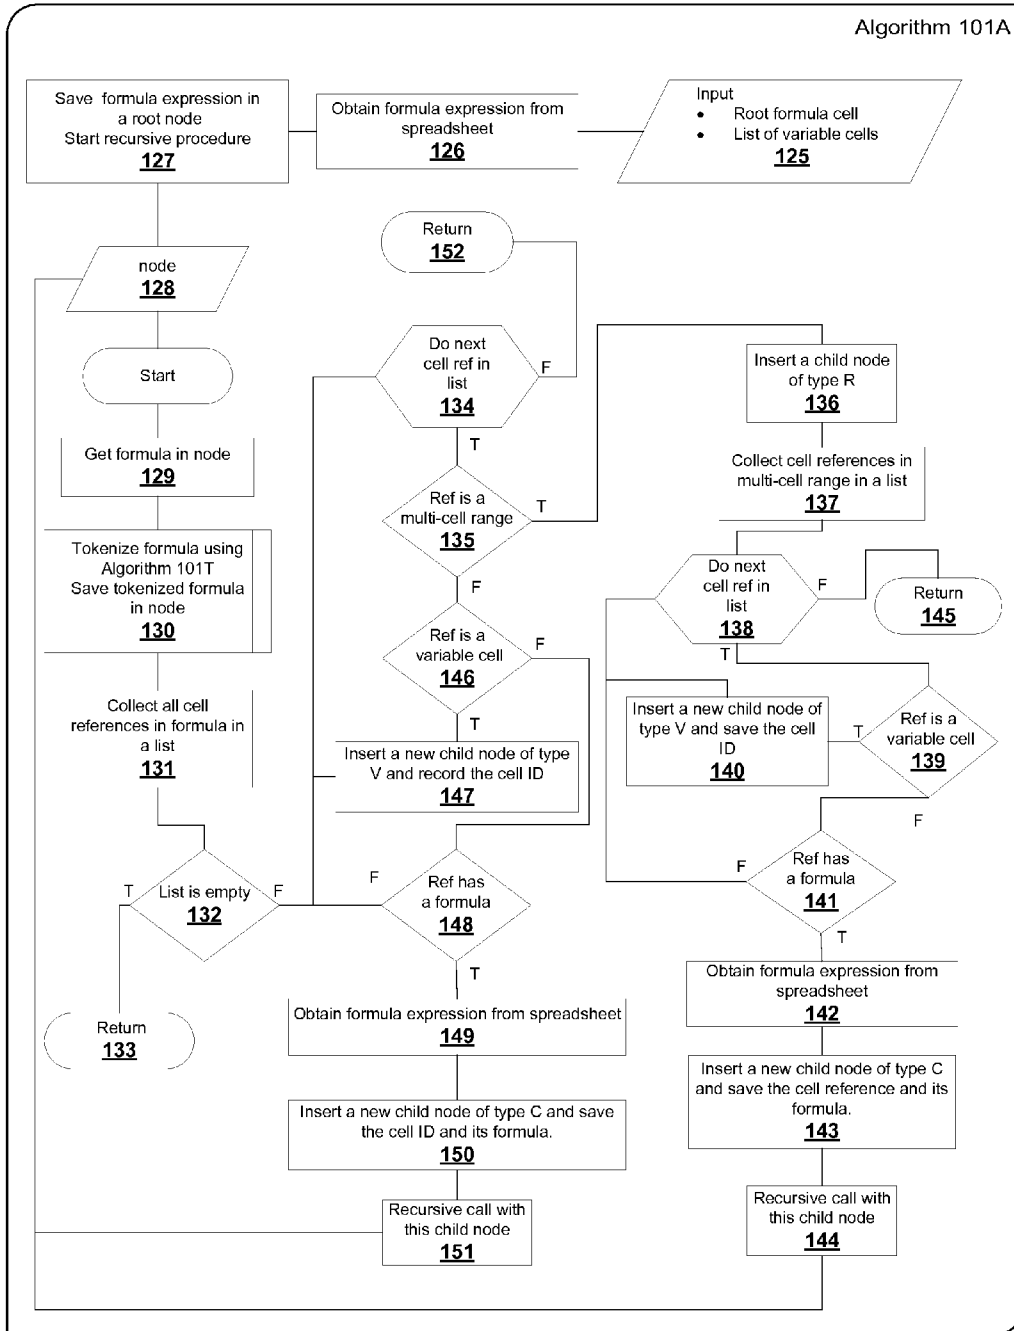 Algorithm 101A
Save formula expression in
a root node
Start recursive procedure
127
Obtain formula expression from
spreadsheet
126
Input
• Root formula cell
• List of variable cells
125
Return
152
node
128
Start
Get formula in node
129
Tokenize formula using
Algorithm 101T
Save tokenized formula
in node
130
Collect all cell
references in formula in
a list
131
T
List is empty
132
F
Return
133
Do next
cell ref in
list
134
F
T
Ref is a
multi-cell range
135
T
F
Ref is a
variable cell
146
F
T
Insert a new child node of type
V and record the cell ID
147
F
Ref has
a formula
148
T
Obtain formula expression from spreadsheet
149
Insert a new child node of type C and save
the cell ID and its formula.
150
Recursive call with
this child node
151
Insert a child node
of type R
136
Collect cell references in
multi-cell range in a list
137
Do next
cell ref in
list
138
F
Return
145
T
Insert a new child node of
type V and save the cell
ID
140
T
Ref is a
variable cell
139
F
F
Ref has
a formula
141
T
Obtain formula expression from
spreadsheet
142
Insert a new child node of type C
and save the cell reference and its
formula.
143
Recursive call with
this child node
144